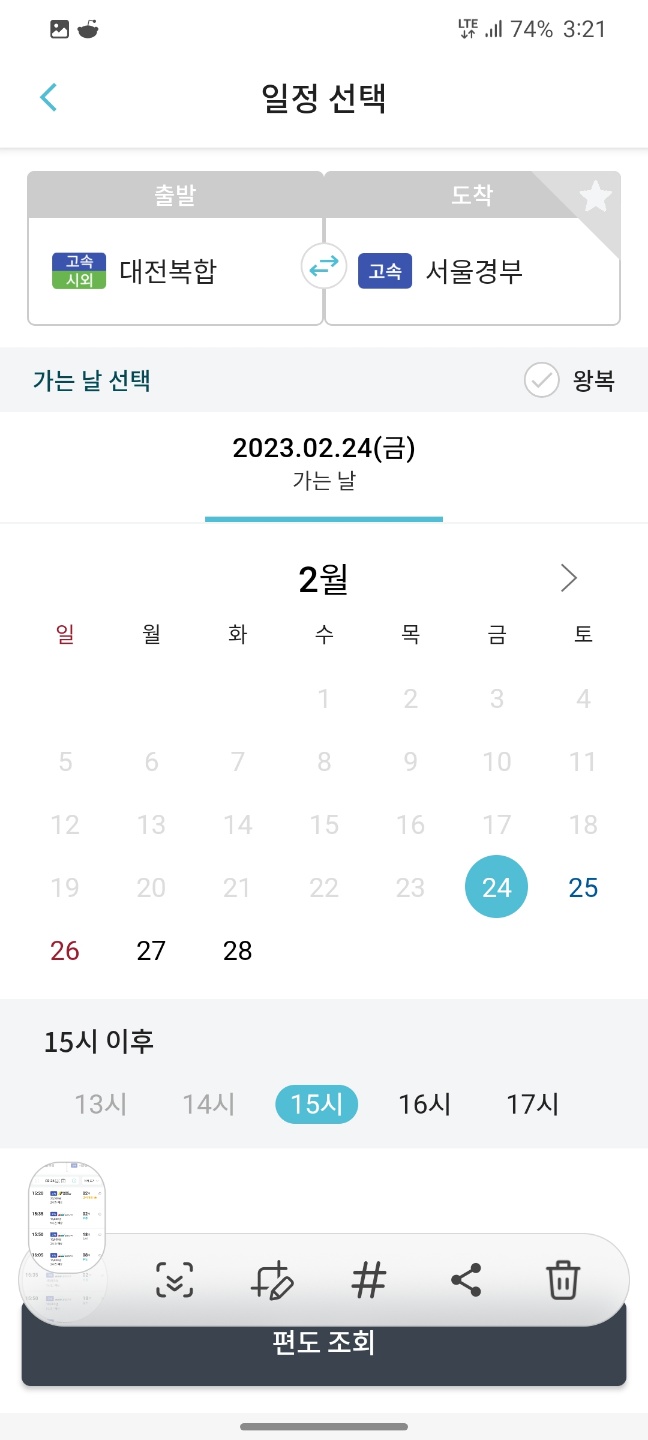 LTE 74% 3:21
일정 선택
출발 도착
고속 시외 대전복합 고속 서울경부
가는 날 선택 왕복
2023.02.24(금)
가는 날
2월
일 월 화 수 목 금 토
1 2 3 4
5 6 7 8 9 10 11
12 13 14 15 16 17 18
19 20 21 22 23 24 25
26 27 28
15시 이후
13시 14시 15시 16시 17시
편도 조회